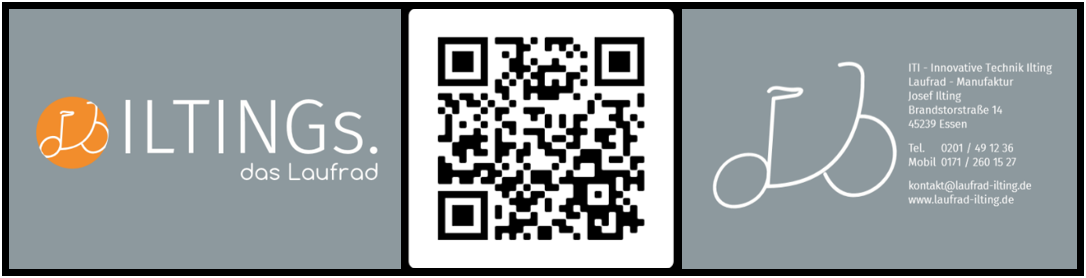 ILTINGs.
das Laufrad
ITI - Innovative Technik Ilting
Laufrad - Manufaktur
Josef Ilting
Brandstorstraße 14
45239 Essen
Tel. 0201 / 49 12 36
Mobil 0171 / 260 15 27
kontakt@laufrad-ilting.de
www.laufrad-ilting.de